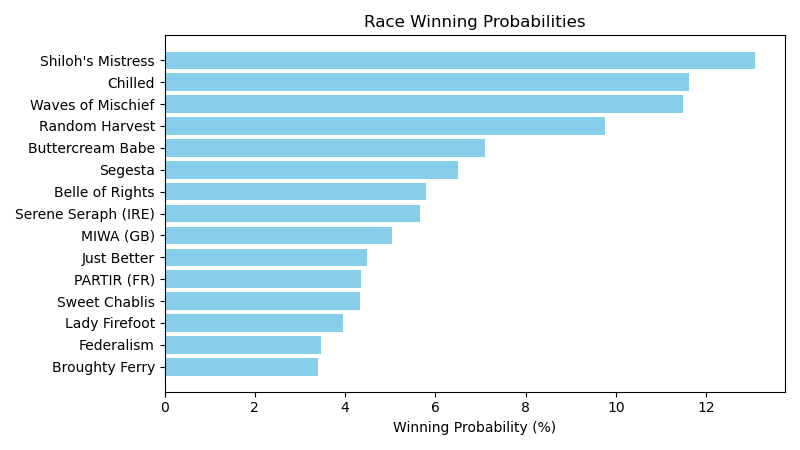 Race Winning Probabilities
Shiloh's Mistress
Chilled
Waves of Mischief
Random Harvest
Buttercream Babe
Segesta
Belle of Rights
Serene Seraph (IRE)
MIWA (GB)
Just Better
PARTIR (FR)
Sweet Chablis
Lady Firefoot
Federalism
Broughty Ferry
0 2 4 6 8 10 12
Winning Probability (%)